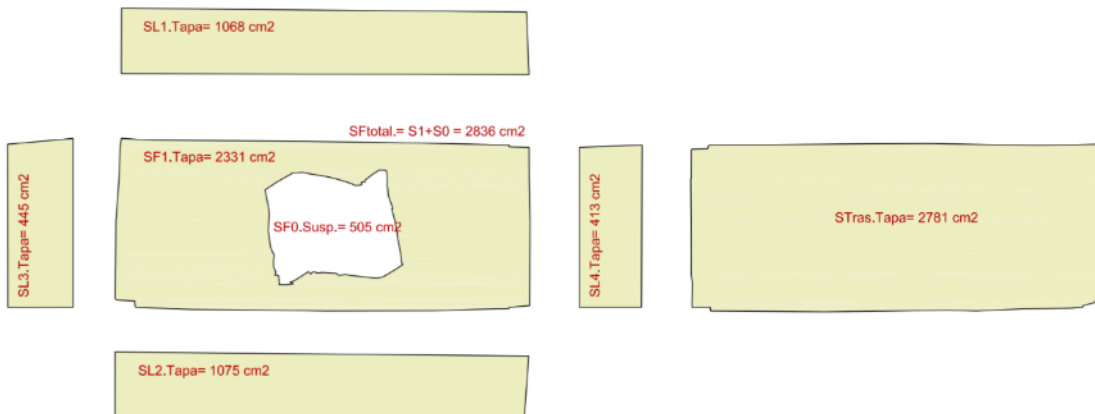 SL1.Tapa= 1068 cm2
SFtotal.= S1+S0 = 2836 cm2
SF1.Tapa= 2331 cm2
SF0.Susp.= 505 cm2
SL3.Tapa= 445 cm2
SL4.Tapa= 413 cm2
STras.Tapa= 2781 cm2
SL2.Tapa= 1075 cm2